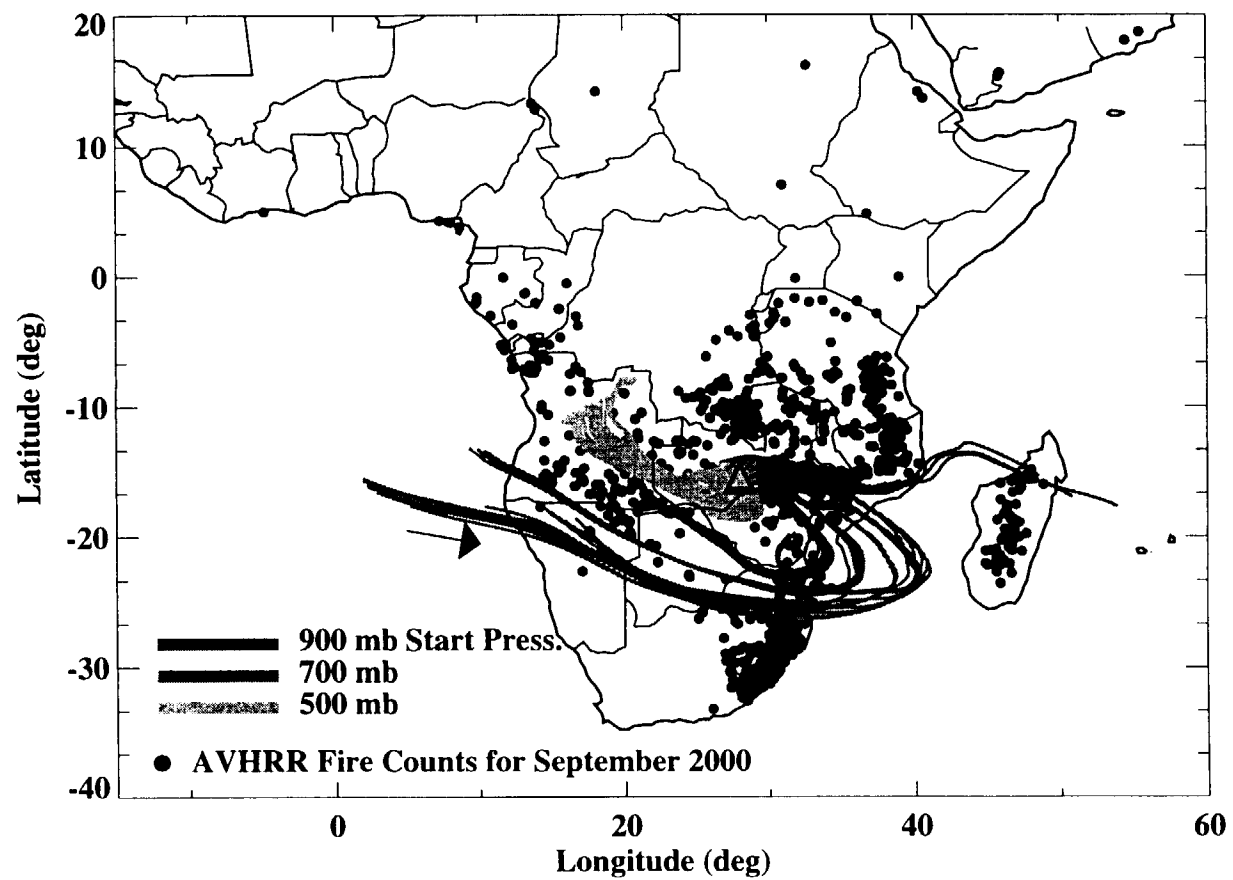 20
10
0
-10
-20
-30
-40
Latitude (deg)
900 mb Start Press.
700 mb
500 mb
AVHRR Fire Counts for September 2000
0 20 40 60
Longitude (deg)